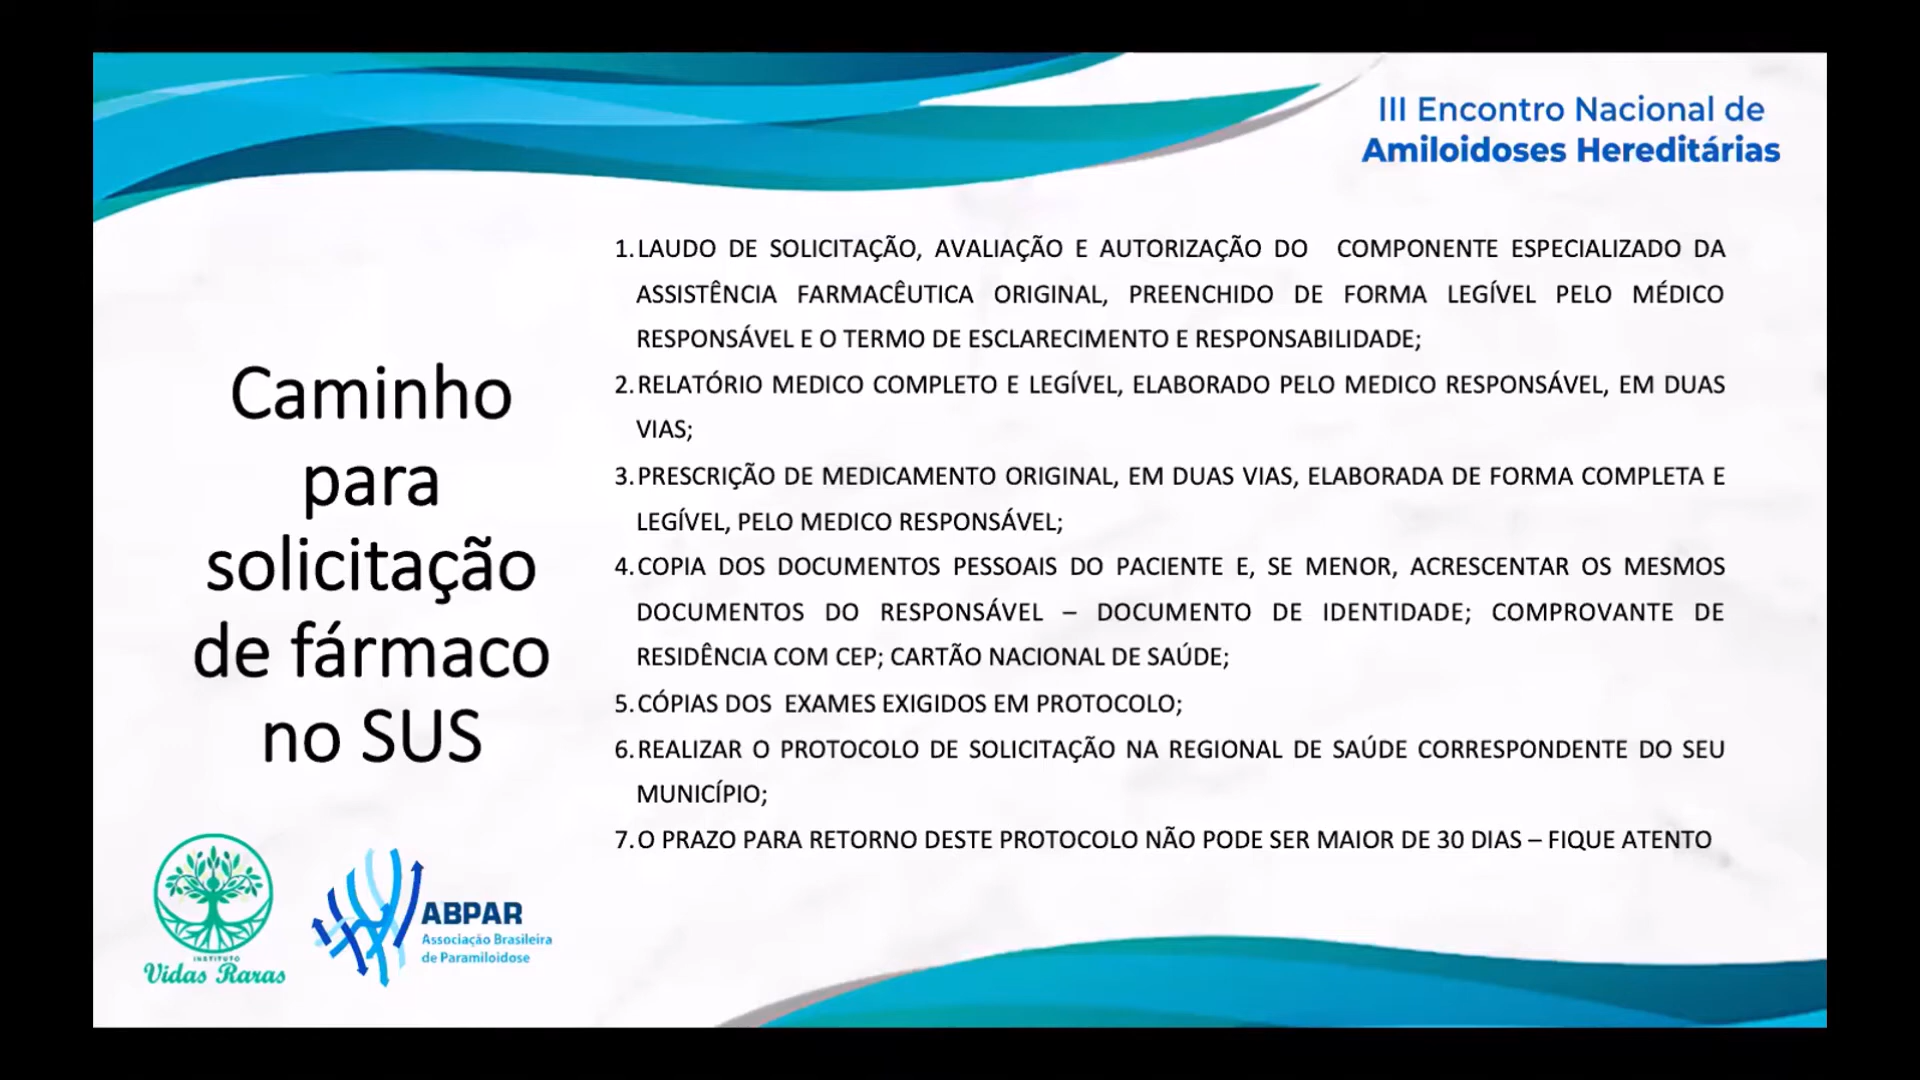 III Encontro Nacional de
Amiloidoses Hereditárias
Caminho
para
solicitação
de fármaco
no SUS
1. LAUDO DE SOLICITAÇÃO, AVALIAÇÃO E AUTORIZAÇÃO DO COMPONENTE ESPECIALIZADO DA
ASSISTÊNCIA FARMACÊUTICA ORIGINAL, PREENCHIDO DE FORMA LEGÍVEL PELO MÉDICO
RESPONSÁVEL E O TERMO DE ESCLARECIMENTO E RESPONSABILIDADE;
2. RELATÓRIO MEDICO COMPLETO E LEGÍVEL, ELABORADO PELO MEDICO RESPONSÁVEL, EM DUAS
VIAS;
3. PRESCRIÇÃO DE MEDICAMENTO ORIGINAL, EM DUAS VIAS, ELABORADA DE FORMA COMPLETA E
LEGÍVEL, PELO MEDICO RESPONSÁVEL;
4. COPIA DOS DOCUMENTOS PESSOAIS DO PACIENTE E, SE MENOR, ACRESCENTAR OS MESMOS
DOCUMENTOS DO RESPONSÁVEL – DOCUMENTO DE IDENTIDADE; COMPROVANTE DE
RESIDÊNCIA COM CEP; CARTÃO NACIONAL DE SAÚDE;
5. CÓPIAS DOS EXAMES EXIGIDOS EM PROTOCOLO;
6. REALIZAR O PROTOCOLO DE SOLICITAÇÃO NA REGIONAL DE SAÚDE CORRESPONDENTE DO SEU
MUNICÍPIO;
7. O PRAZO PARA RETORNO DESTE PROTOCOLO NÃO PODE SER MAIOR DE 30 DIAS – FIQUE ATENTO
INSTITUTO
Vidas Raras
ABPAR
Associação Brasileira
de Paramiloidose